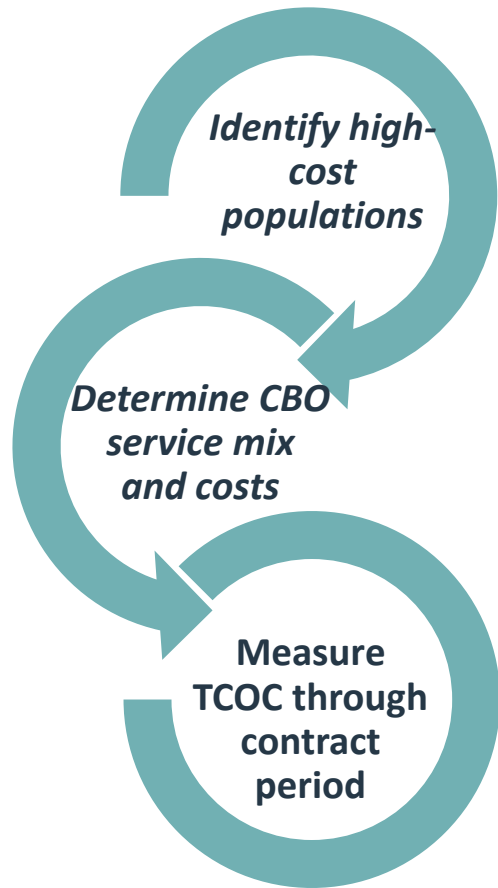 Identify high-
cost
populations
Determine CBO
service mix
and costs
Measure
TCOC through
contract
period